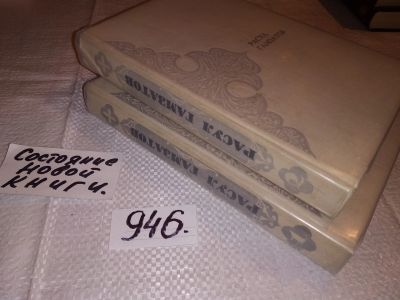 РАСУЛ
ГАМЗАТОВ
РАСУЛ ГАМЗАТОВ
РАСУЛ ГАМЗАТОВ
Состояние
новой
книги.
946.